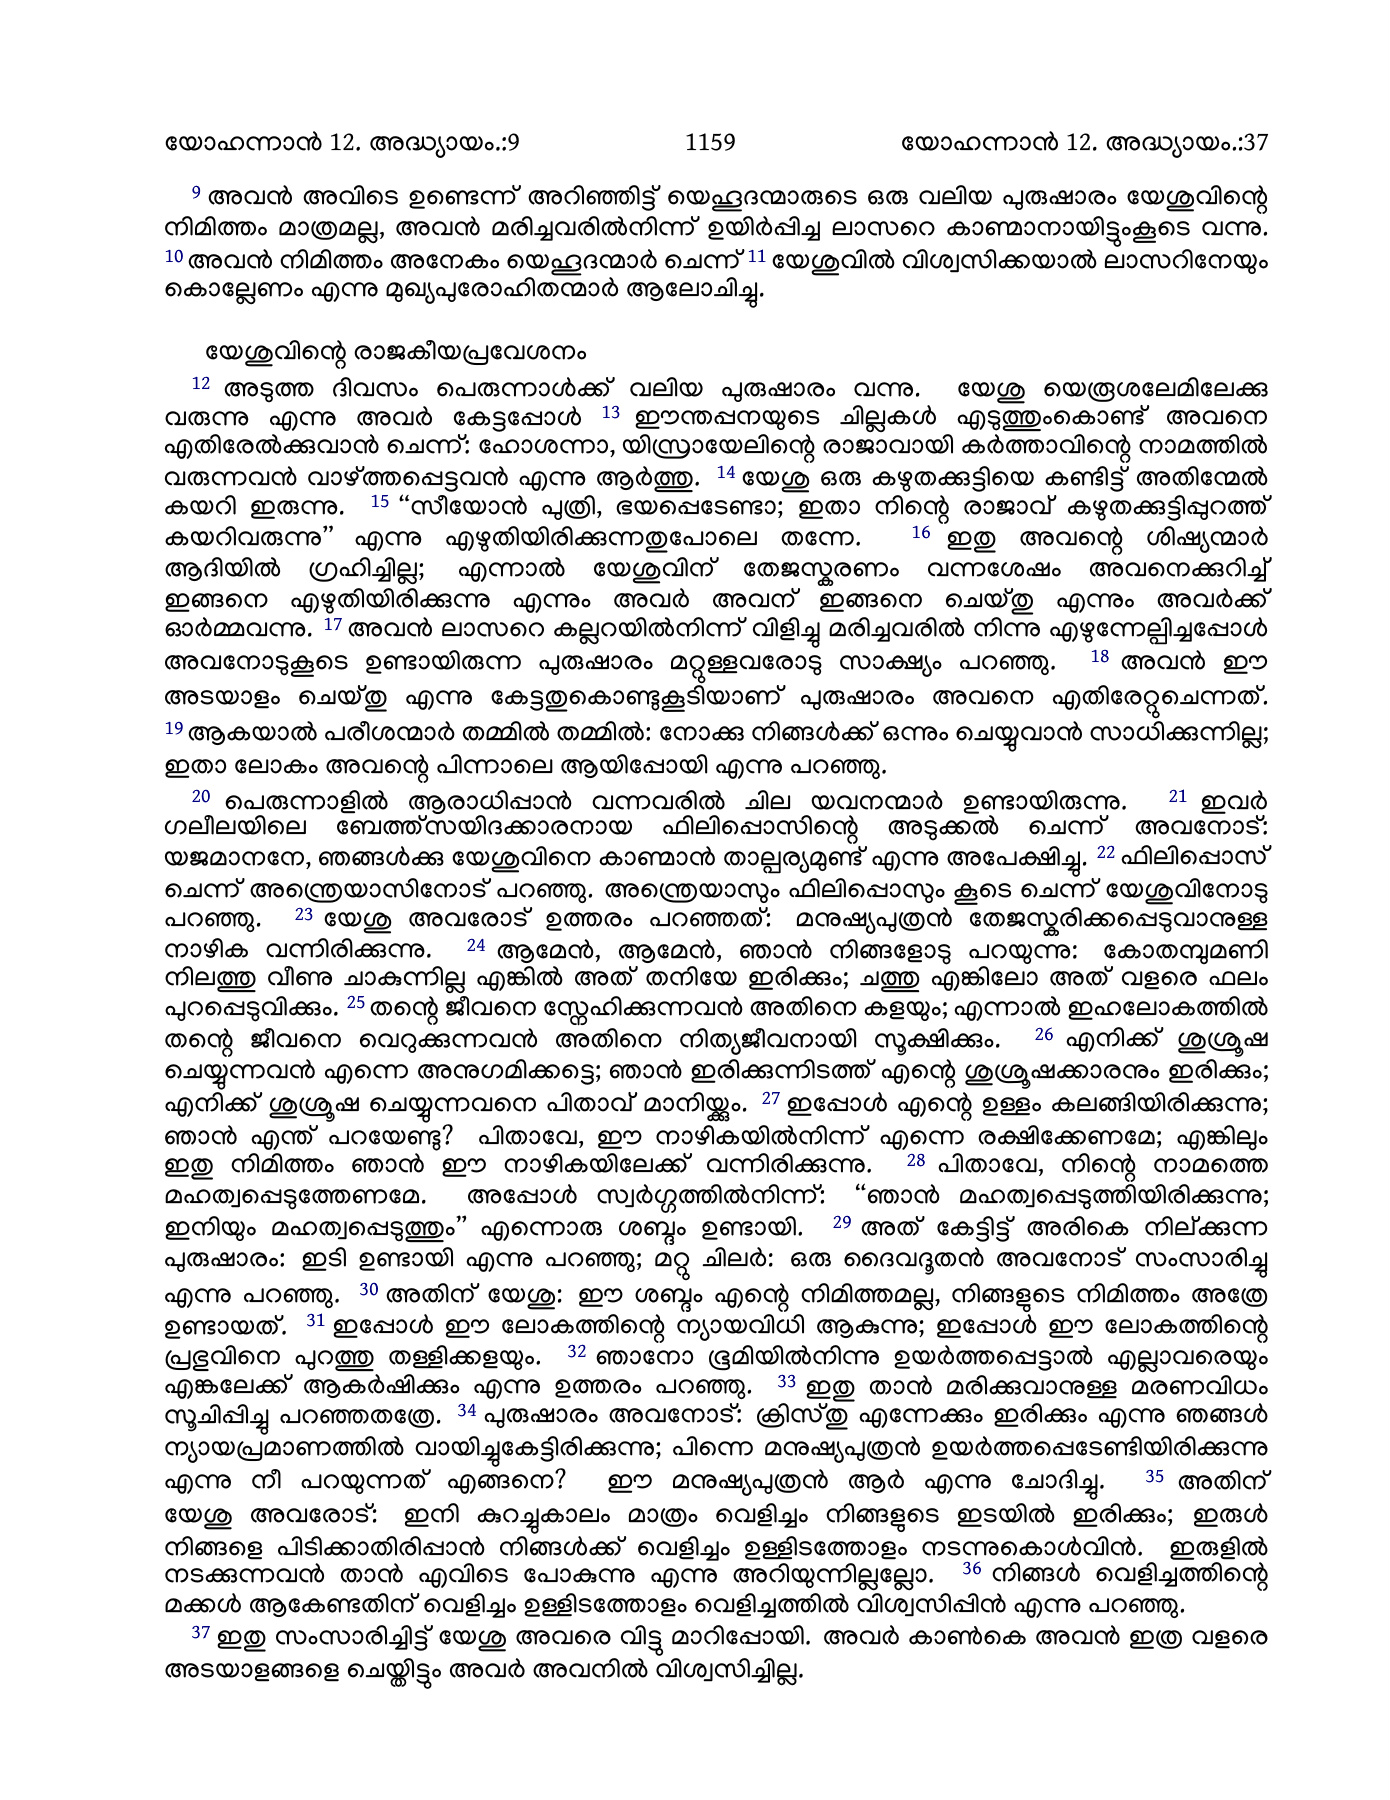 യോഹന്നാൻ 12. അദ്ധ്യായം.:9 1159 യോഹന്നാൻ 12. അദ്ധ്യായം.:37
9 അവൻ അവിടെ ഉണ്ടെന്ന് അറിഞ്ഞിട്ട് യെഹൂദന്മാരുടെ ഒരു വലിയ പുരുഷാരം യേശുവിന്റെ
നിമിത്തം മാത്രമല്ല, അവൻ മരിച്ചവരിൽനിന്ന് ഉയിർപ്പിച്ച ലാസറെ കാണ്മാനായിട്ടുംകൂടെ വന്നു.
10 അവൻ നിമിത്തം അനേകം യെഹൂദന്മാർ ചെന്ന് 11 യേശുവിൽ വിശ്വസിക്കയാൽ ലാസറിനേയും
കൊല്ലേണം എന്നു മുഖ്യപുരോഹിതന്മാർ ആലോചിച്ചു.
യേശുവിന്റെ രാജകീയപ്രവേശനം
12 അടുത്ത ദിവസം പെരുന്നാൾക്ക് വലിയ പുരുഷാരം വന്നു. യേശു യെരൂശലേമിലേക്കു
വരുന്നു എന്നു അവർ കേട്ടപ്പോൾ 13 ഈന്തപ്പനയുടെ ചില്ലകൾ എടുത്തുംകൊണ്ട് അവനെ
എതിരേൽക്കുവാൻ ചെന്ന്: ഹോശന്നാ, യിസ്രായേലിന്റെ രാജാവായി കർത്താവിന്റെ നാമത്തിൽ
വരുന്നവൻ വാഴ്ത്തപ്പെട്ടവൻ എന്നു ആർത്തു. 14 യേശു ഒരു കഴുതക്കുട്ടിയെ കണ്ടിട്ട് അതിന്മേൽ
കയറി ഇരുന്നു. 15 “സീയോൻ പുത്രി, ഭയപ്പെടേണ്ടാ; ഇതാ നിന്റെ രാജാവ് കഴുതക്കുട്ടിപ്പുറത്ത്
കയറിവരുന്നു” എന്നു എഴുതിയിരിക്കുന്നതുപോലെ തന്നേ. 16 ഇതു അവന്റെ ശിഷ്യന്മാർ
ആദിയിൽ ഗ്രഹിച്ചില്ല; എന്നാൽ യേശുവിന് തേജസ്കരണം വന്നശേഷം അവനെക്കുറിച്ച്
ഇങ്ങനെ എഴുതിയിരിക്കുന്നു എന്നും അവർ അവന് ഇങ്ങനെ ചെയ്തു എന്നും അവർക്ക്
ഓർമ്മവന്നു. 17 അവൻ ലാസറെ കല്ലറയിൽനിന്ന് വിളിച്ചു മരിച്ചവരിൽ നിന്നു എഴുന്നേല്പിച്ചപ്പോൾ
അവനോടുകൂടെ ഉണ്ടായിരുന്ന പുരുഷാരം മറ്റുള്ളവരോടു സാക്ഷ്യം പറഞ്ഞു. 18 അവൻ ഈ
അടയാളം ചെയ്തു എന്നു കേട്ടതുകൊണ്ടുകൂടിയാണ് പുരുഷാരം അവനെ എതിരേറ്റുചെന്നത്.
19 ആകയാൽ പരീശന്മാർ തമ്മിൽ തമ്മിൽ: നോക്കു നിങ്ങൾക്ക് ഒന്നും ചെയ്യുവാൻ സാധിക്കുന്നില്ല;
ഇതാ ലോകം അവന്റെ പിന്നാലെ ആയിപ്പോയി എന്നു പറഞ്ഞു.
20 പെരുന്നാളിൽ ആരാധിപ്പാൻ വന്നവരിൽ ചില യവനന്മാർ ഉണ്ടായിരുന്നു. 21 ഇവർ
ഗലീലയിലെ ബേത്ത്സയിദക്കാരനായ ഫിലിപ്പൊസിന്റെ അടുക്കൽ ചെന്ന് അവനോട്:
യജമാനനേ, ഞങ്ങൾക്കു യേശുവിനെ കാണ്മാൻ താല്പര്യമുണ്ട് എന്നു അപേക്ഷിച്ചു. 22 ഫിലിപ്പൊസ്
ചെന്ന് അന്ത്രെയാസിനോട് പറഞ്ഞു. അന്ത്രെയാസും ഫിലിപ്പൊസും കൂടെ ചെന്ന് യേശുവിനോടു
പറഞ്ഞു. 23 യേശു അവരോട് ഉത്തരം പറഞ്ഞത്: മനുഷ്യപുത്രൻ തേജസ്കരിക്കപ്പെടുവാനുള്ള
നാഴിക വന്നിരിക്കുന്നു. 24 ആമേൻ, ആമേൻ, ഞാൻ നിങ്ങളോടു പറയുന്നു: കോതമ്പുമണി
നിലത്തു വീണു ചാകുന്നില്ല എങ്കിൽ അത് തനിയേ ഇരിക്കും; ചത്തു എങ്കിലോ അത് വളരെ ഫലം
പുറപ്പെടുവിക്കും. 25 തന്റെ ജീവനെ സ്നേഹിക്കുന്നവൻ അതിനെ കളയും; എന്നാൽ ഇഹലോകത്തിൽ
തന്റെ ജീവനെ വെറുക്കുന്നവൻ അതിനെ നിത്യജീവനായി സൂക്ഷിക്കും. 26 എനിക്ക് ശുശ്രൂഷ
ചെയ്യുന്നവൻ എന്നെ അനുഗമിക്കട്ടെ; ഞാൻ ഇരിക്കുന്നിടത്ത് എന്റെ ശുശ്രൂഷക്കാരനും ഇരിക്കും;
എനിക്ക് ശുശ്രൂഷ ചെയ്യുന്നവനെ പിതാവ് മാനിയ്ക്കും. 27 ഇപ്പോൾ എന്റെ ഉള്ളം കലങ്ങിയിരിക്കുന്നു;
ഞാൻ എന്ത് പറയേണ്ടു? പിതാവേ, ഈ നാഴികയിൽനിന്ന് എന്നെ രക്ഷിക്കേണമേ; എങ്കിലും
ഇതു നിമിത്തം ഞാൻ ഈ നാഴികയിലേക്ക് വന്നിരിക്കുന്നു. 28 പിതാവേ, നിന്റെ നാമത്തെ
മഹത്വപ്പെടുത്തേണമേ. അപ്പോൾ സ്വർഗ്ഗത്തിൽനിന്ന്: “ഞാൻ മഹത്വപ്പെടുത്തിയിരിക്കുന്നു;
ഇനിയും മഹത്വപ്പെടുത്തും” എന്നൊരു ശബ്ദം ഉണ്ടായി. 29 അത് കേട്ടിട്ട് അരികെ നില്ക്കുന്ന
പുരുഷാരം: ഇടി ഉണ്ടായി എന്നു പറഞ്ഞു; മറ്റു ചിലർ: ഒരു ദൈവദൂതൻ അവനോട് സംസാരിച്ചു
എന്നു പറഞ്ഞു. 30 അതിന് യേശു: ഈ ശബ്ദം എന്റെ നിമിത്തമല്ല, നിങ്ങളുടെ നിമിത്തം അത്രേ
ഉണ്ടായത്. 31 ഇപ്പോൾ ഈ ലോകത്തിന്റെ ന്യായവിധി ആകുന്നു; ഇപ്പോൾ ഈ ലോകത്തിന്റെ
പ്രഭുവിനെ പുറത്തു തള്ളിക്കളയും. 32 ഞാനോ ഭൂമിയിൽനിന്നു ഉയർത്തപ്പെട്ടാൽ എല്ലാവരെയും
എങ്കലേക്ക് ആകർഷിക്കും എന്നു ഉത്തരം പറഞ്ഞു. 33 ഇതു താൻ മരിക്കുവാനുള്ള മരണവിധം
സൂചിപ്പിച്ചു പറഞ്ഞതത്രേ. 34 പുരുഷാരം അവനോട്: ക്രിസ്തു എന്നേക്കും ഇരിക്കും എന്നു ഞങ്ങൾ
ന്യായപ്രമാണത്തിൽ വായിച്ചുകേട്ടിരിക്കുന്നു; പിന്നെ മനുഷ്യപുത്രൻ ഉയർത്തപ്പെടേണ്ടിയിരിക്കുന്നു
എന്നു നീ പറയുന്നത് എങ്ങനെ? ഈ മനുഷ്യപുത്രൻ ആർ എന്നു ചോദിച്ചു. 35 അതിന്
യേശു അവരോട്: ഇനി കുറച്ചുകാലം മാത്രം വെളിച്ചം നിങ്ങളുടെ ഇടയിൽ ഇരിക്കും; ഇരുൾ
നിങ്ങളെ പിടിക്കാതിരിപ്പാൻ നിങ്ങൾക്ക് വെളിച്ചം ഉള്ളിടത്തോളം നടന്നുകൊൾവിൻ. ഇരുളിൽ
നടക്കുന്നവൻ താൻ എവിടെ പോകുന്നു എന്നു അറിയുന്നില്ലല്ലോ. 36 നിങ്ങൾ വെളിച്ചത്തിന്റെ
മക്കൾ ആകേണ്ടതിന് വെളിച്ചം ഉള്ളിടത്തോളം വെളിച്ചത്തിൽ വിശ്വസിപ്പിൻ എന്നു പറഞ്ഞു.
37 ഇതു സംസാരിച്ചിട്ട് യേശു അവരെ വിട്ടു മാറിപ്പോയി. അവർ കാൺകെ അവൻ ഇത്ര വളരെ
അടയാളങ്ങളെ ചെയ്തിട്ടും അവർ അവനിൽ വിശ്വസിച്ചില്ല.